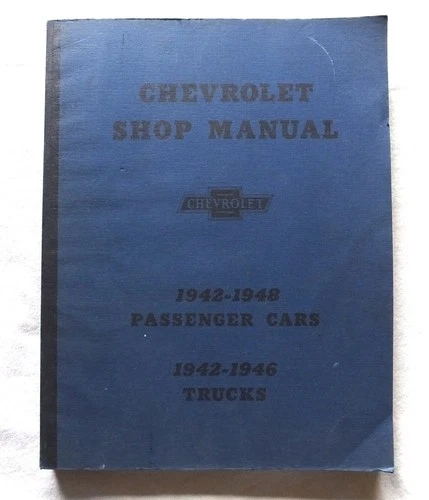 CHEVROLET
SHOP MANUAL
CHEVROLET
1942-1948
PASSENGER CARS
1942-1946
TRUCKS